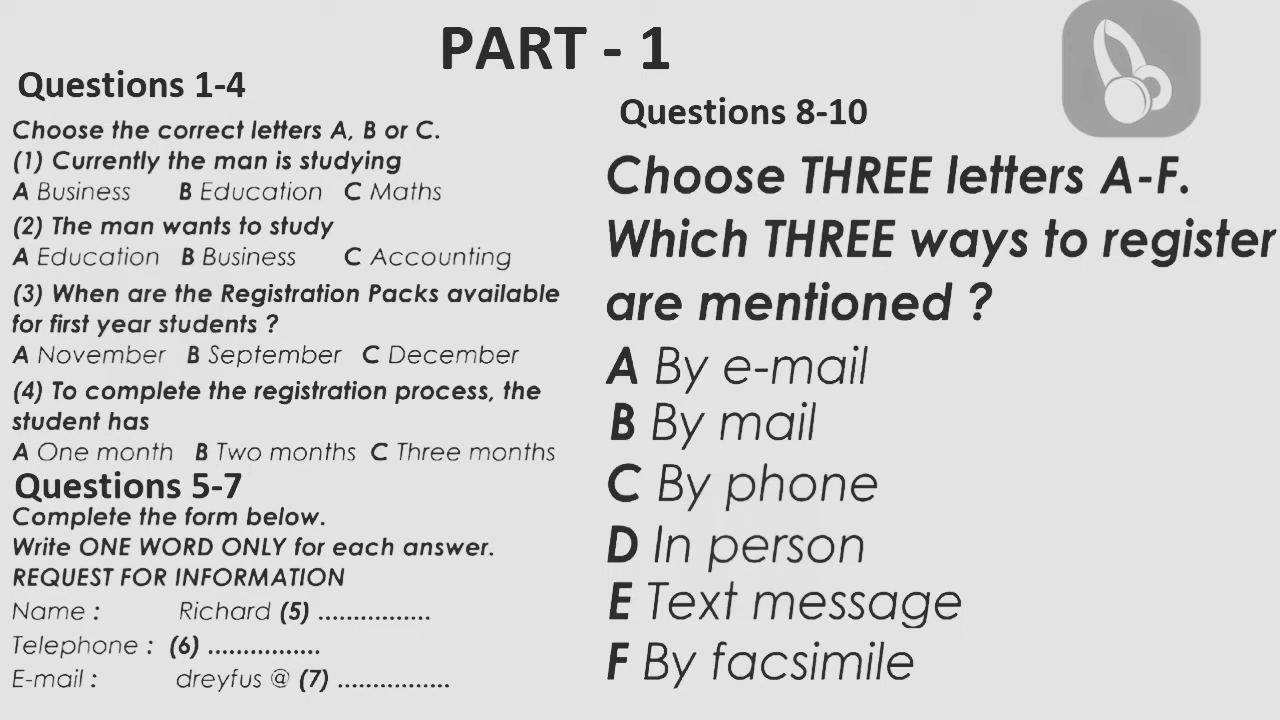 PART - 1
Questions 1-4
Choose the correct letters A, B or C.
(1) Currently the man is studying
A Business B Education C Maths
(2) The man wants to study
A Education B Business C Accounting
(3) When are the Registration Packs available
for first year students ?
A November B September C December
(4) To complete the registration process, the
student has
A One month B Two months C Three months
Questions 5-7
Complete the form below.
Write ONE WORD ONLY for each answer.
REQUEST FOR INFORMATION
Name : Richard (5) ................
Telephone : (6) ................
E-mail : dreyfus @ (7) ................
Questions 8-10
Choose THREE letters A-F.
Which THREE ways to register
are mentioned ?
A By e-mail
B By mail
C By phone
D In person
E Text message
F By facsimile